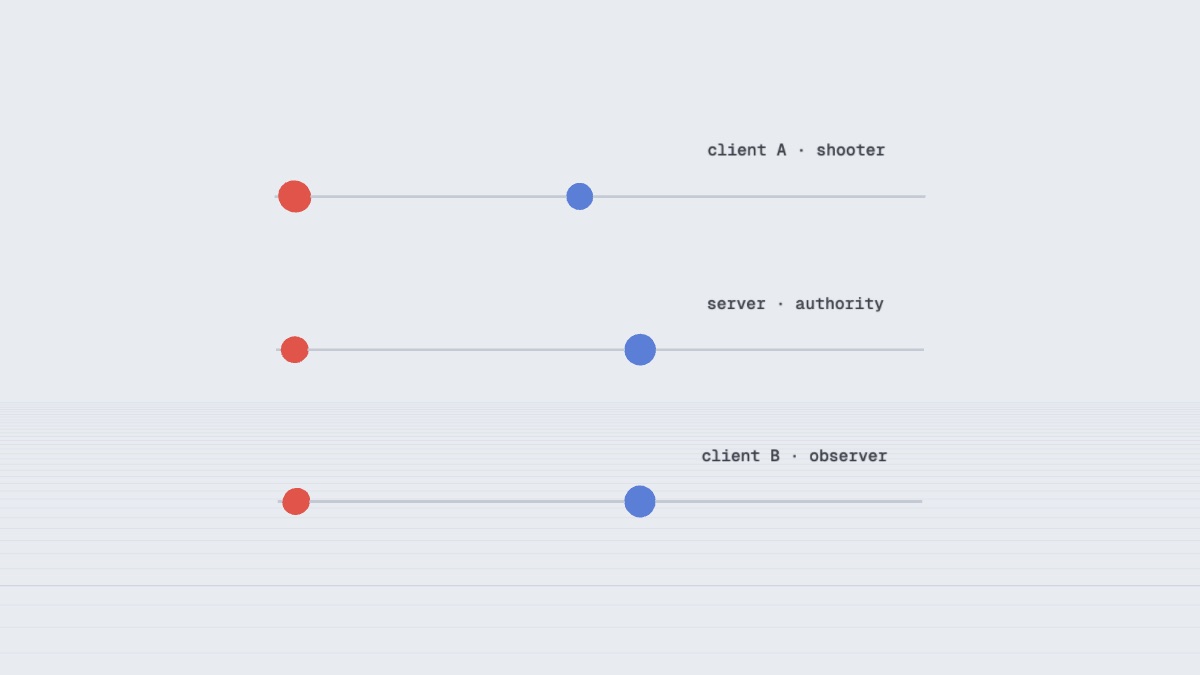 client A · shooter
server · authority
client B · observer